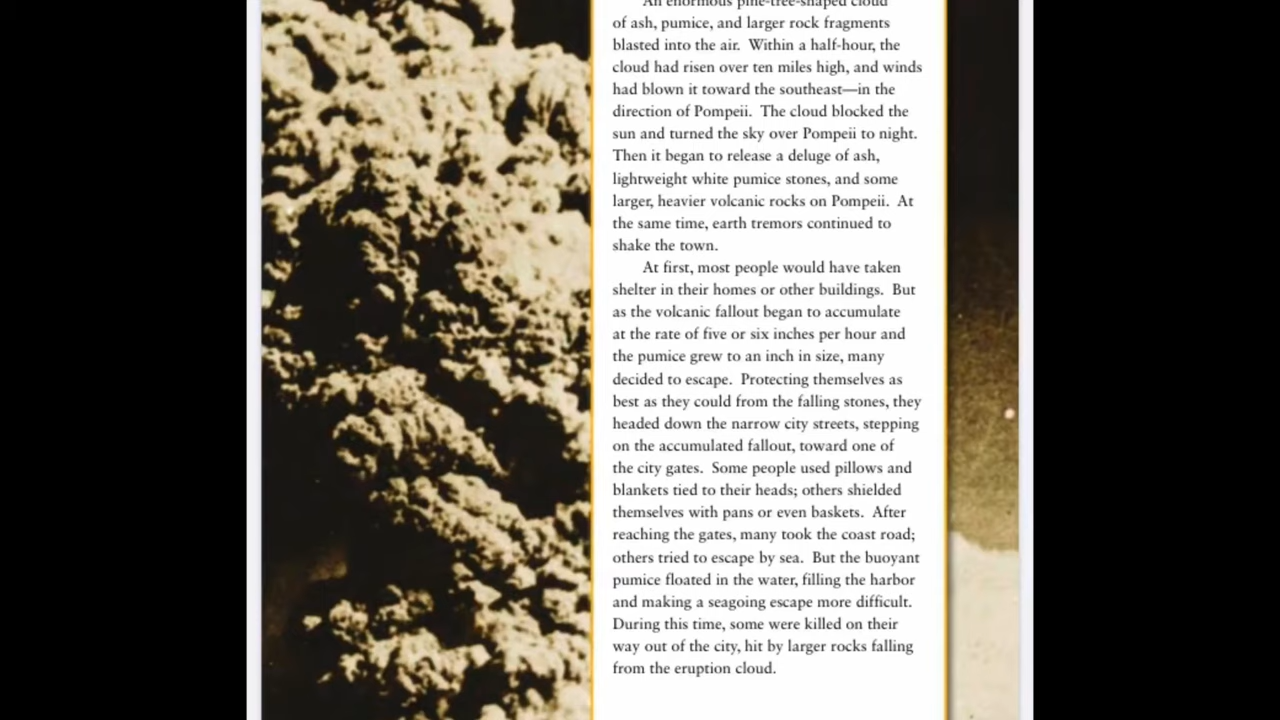 An enormous pine-tree-shaped cloud
of ash, pumice, and larger rock fragments
blasted into the air. Within a half-hour, the
cloud had risen over ten miles high, and winds
had blown it toward the southeast—in the
direction of Pompeii. The cloud blocked the
sun and turned the sky over Pompeii to night.
Then it began to release a deluge of ash,
lightweight white pumice stones, and some
larger, heavier volcanic rocks on Pompeii. At
the same time, earth tremors continued to
shake the town.
At first, most people would have taken
shelter in their homes or other buildings. But
as the volcanic fallout began to accumulate
at the rate of five or six inches per hour and
the pumice grew to an inch in size, many
decided to escape. Protecting themselves as
best as they could from the falling stones, they
headed down the narrow city streets, stepping
on the accumulated fallout, toward one of
the city gates. Some people used pillows and
blankets tied to their heads; others shielded
themselves with pans or even baskets. After
reaching the gates, many took the coast road;
others tried to escape by sea. But the buoyant
pumice floated in the water, filling the harbor
and making a seagoing escape more difficult.
During this time, some were killed on their
way out of the city, hit by larger rocks falling
from the eruption cloud.